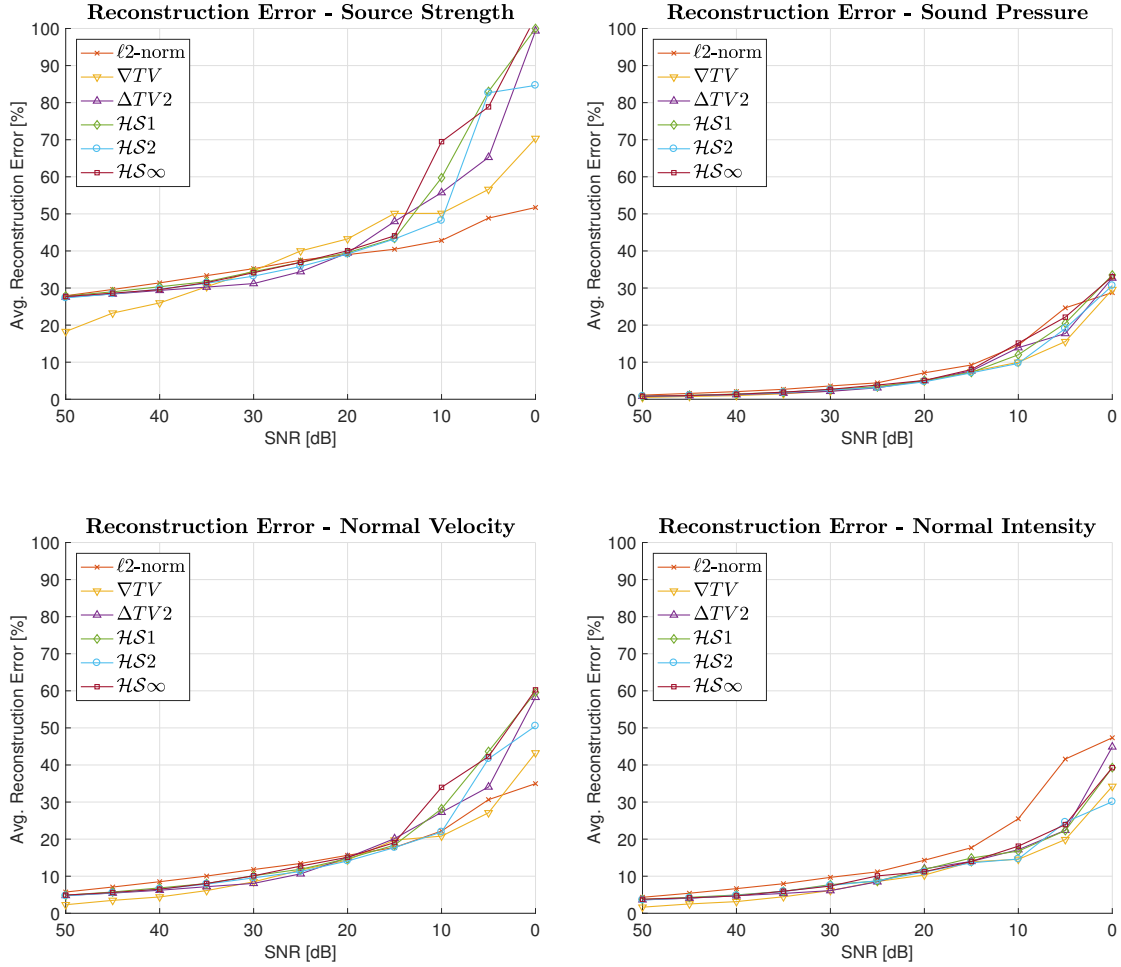 Reconstruction Error - Source Strength
Avg. Reconstruction Error [%]
100
90
80
70
60
50
40
30
20
10
0
ℓ2-norm
∇TV
ΔTV2
ℋ𝒮1
ℋ𝒮2
ℋ𝒮∞
50 40 30 20 10 0
SNR [dB]
Reconstruction Error - Sound Pressure
Avg. Reconstruction Error [%]
100
90
80
70
60
50
40
30
20
10
0
ℓ2-norm
∇TV
ΔTV2
ℋ𝒮1
ℋ𝒮2
ℋ𝒮∞
50 40 30 20 10 0
SNR [dB]
Reconstruction Error - Normal Velocity
Avg. Reconstruction Error [%]
100
90
80
70
60
50
40
30
20
10
0
ℓ2-norm
∇TV
ΔTV2
ℋ𝒮1
ℋ𝒮2
ℋ𝒮∞
50 40 30 20 10 0
SNR [dB]
Reconstruction Error - Normal Intensity
Avg. Reconstruction Error [%]
100
90
80
70
60
50
40
30
20
10
0
ℓ2-norm
∇TV
ΔTV2
ℋ𝒮1
ℋ𝒮2
ℋ𝒮∞
50 40 30 20 10 0
SNR [dB]